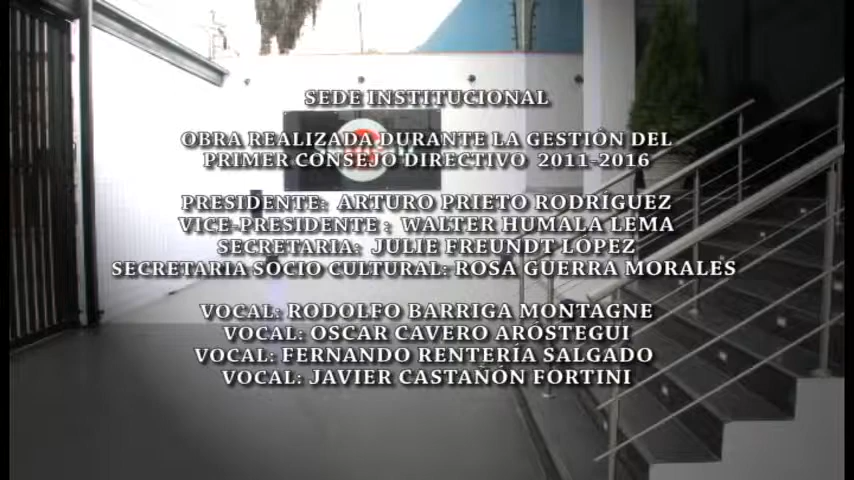 SEDE INSTITUCIONAL
OBRA REALIZADA DURANTE LA GESTIÓN DEL
PRIMER CONSEJO DIRECTIVO 2011-2016
PRESIDENTE: ARTURO PRIETO RODRÍGUEZ
VICE-PRESIDENTE : WALTER HUMALA LEMA
SECRETARIA: JULIE FREUNDT LÓPEZ
SECRETARIA SOCIO CULTURAL: ROSA GUERRA MORALES
VOCAL: RODOLFO BARRIGA MONTAGNE
VOCAL: OSCAR CAVERO ARÓSTEGUI
VOCAL: FERNANDO RENTERÍA SALGADO
VOCAL: JAVIER CASTAÑÓN FORTINI